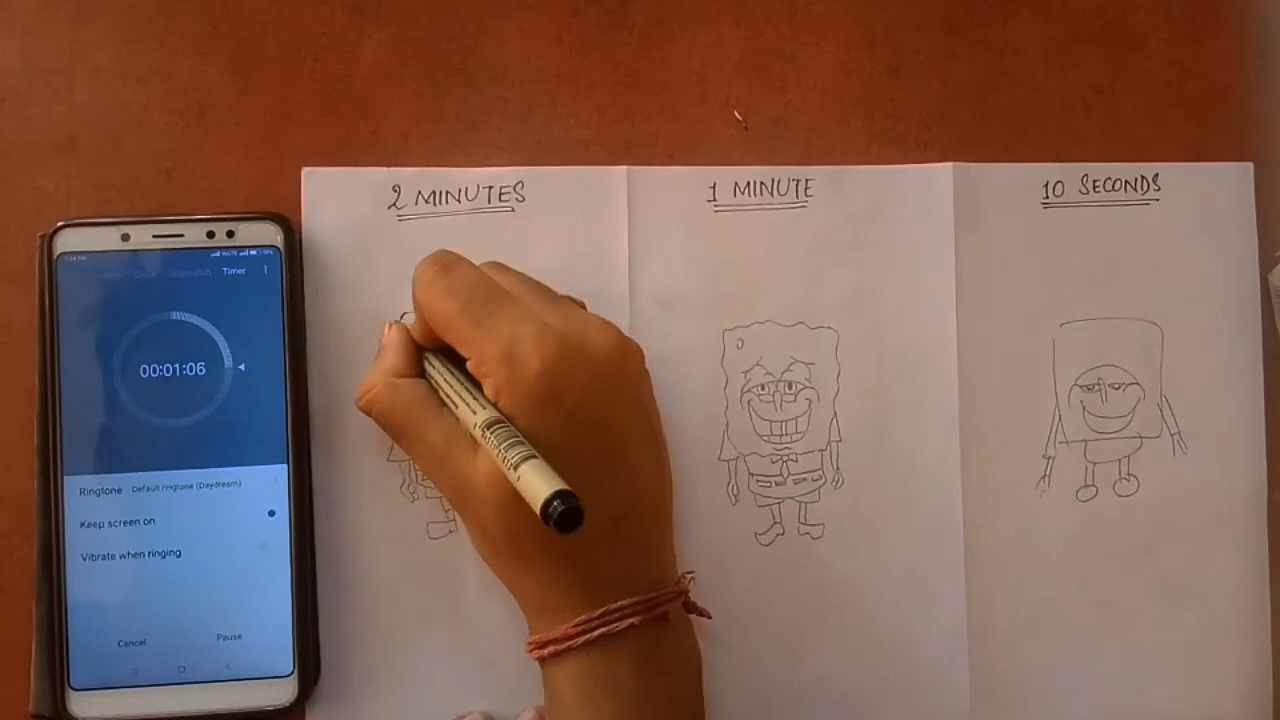 2 MINUTES
1 MINUTE
10 SECONDS
Timer
00:01:06
Ringtone Default ringtone (Daydream)
Keep screen on
Vibrate when ringing
Cancel Pause